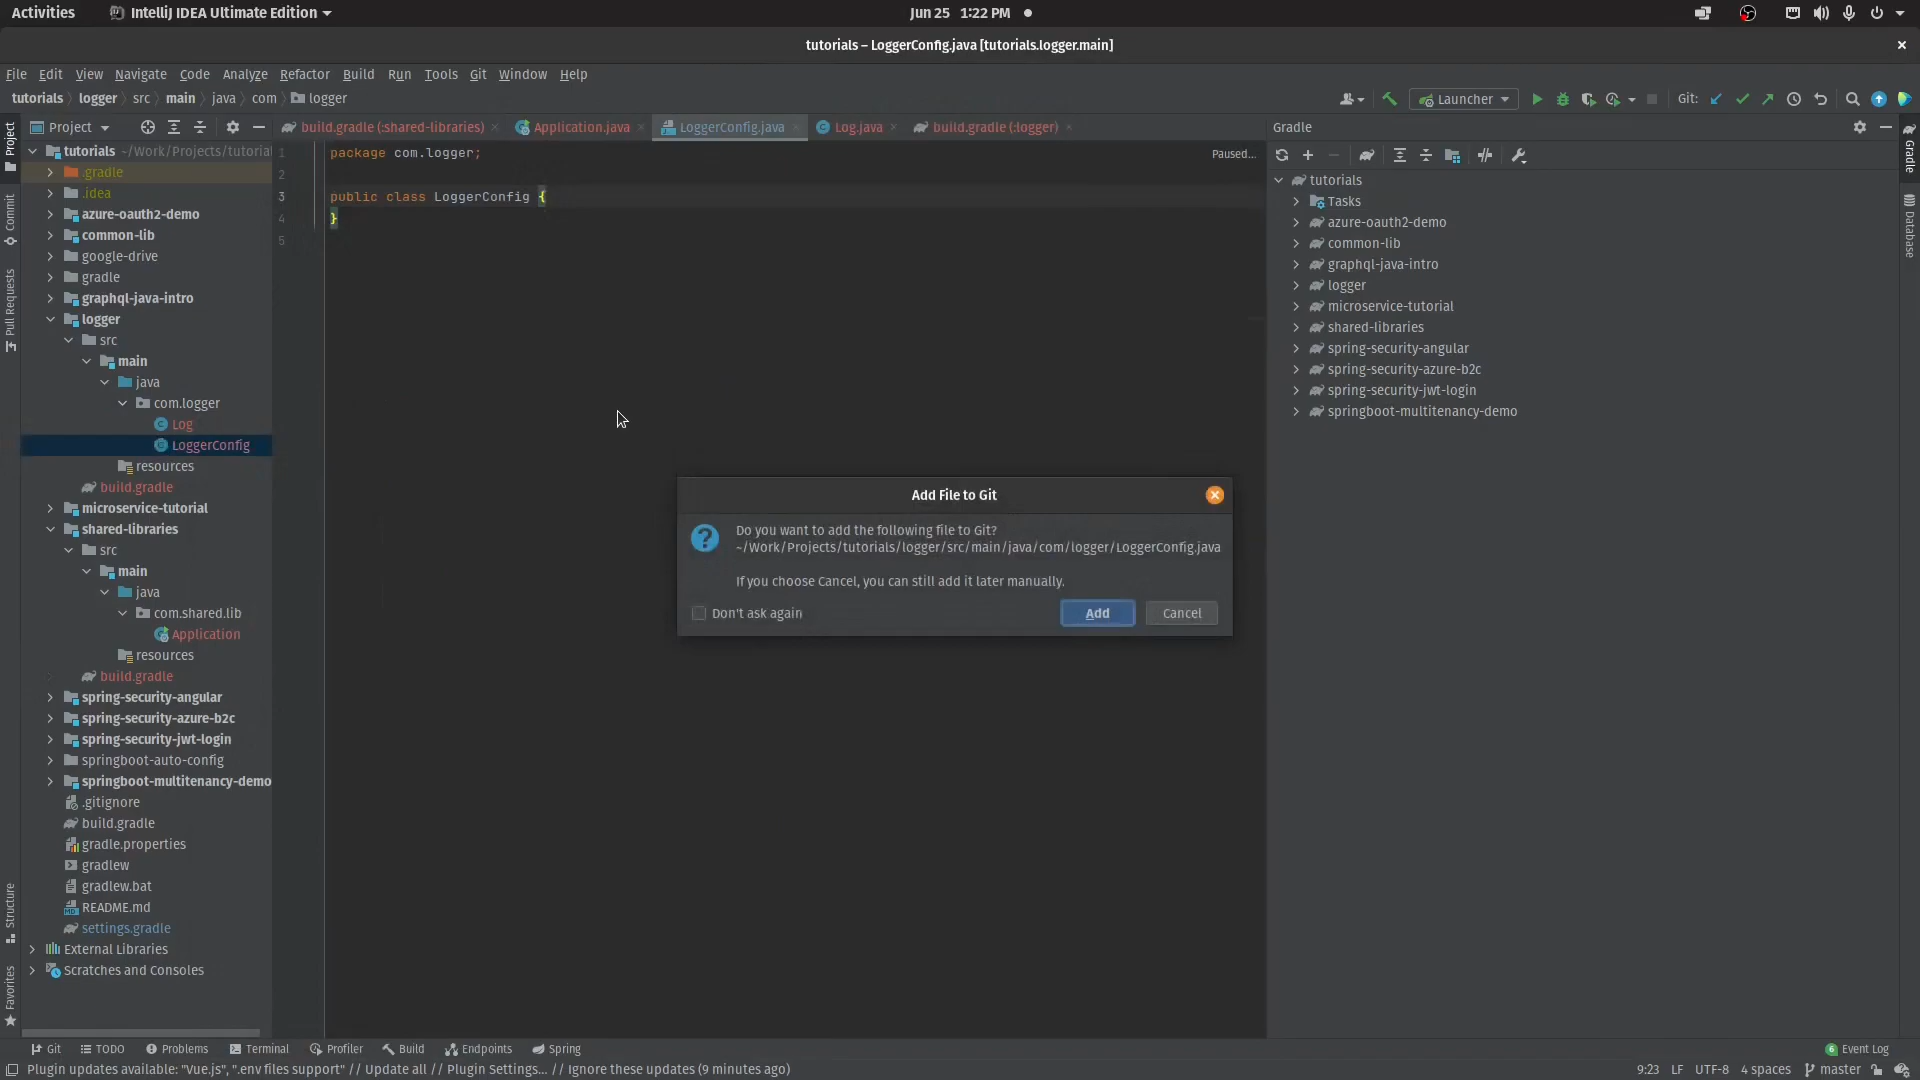 Activities
IntelliJ IDEA Ultimate Edition
Jun 25 1:22 PM
tutorials – LoggerConfig.java [tutorials.logger.main]
File Edit View Navigate Code Analyze Refactor Build Run Tools Git Window Help
tutorials logger src main java com logger
Launcher
Git:
Project
build.gradle (:shared-libraries)
Application.java
LoggerConfig.java
Log.java
build.gradle (:logger)
Gradle
Project
Commit
Pull Requests
Structure
Favorites
tutorials ~/Work/Projects/tutorial
.gradle
.idea
azure-oauth2-demo
common-lib
google-drive
gradle
graphql-java-intro
logger
src
main
java
com.logger
Log
LoggerConfig
resources
build.gradle
microservice-tutorial
shared-libraries
src
main
java
com.shared.lib
Application
resources
build.gradle
spring-security-angular
spring-security-azure-b2c
spring-security-jwt-login
springboot-auto-config
springboot-multitenancy-demo
.gitignore
build.gradle
gradle.properties
gradlew
gradlew.bat
README.md
settings.gradle
External Libraries
Scratches and Consoles
1 package com.logger;
2
3 public class LoggerConfig {
4 }
5
Paused...
Add File to Git
Do you want to add the following file to Git?
~/Work/Projects/tutorials/logger/src/main/java/com/logger/LoggerConfig.java
If you choose Cancel, you can still add it later manually.
Don't ask again
Add
Cancel
tutorials
Tasks
azure-oauth2-demo
common-lib
graphql-java-intro
logger
microservice-tutorial
shared-libraries
spring-security-angular
spring-security-azure-b2c
spring-security-jwt-login
springboot-multitenancy-demo
Gradle
Database
Git TODO Problems Terminal Profiler Build Endpoints Spring
6 Event Log
Plugin updates available: "Vue.js", ".env files support" // Update all // Plugin Settings... // Ignore these updates (9 minutes ago)
9:23 LF UTF-8 4 spaces master